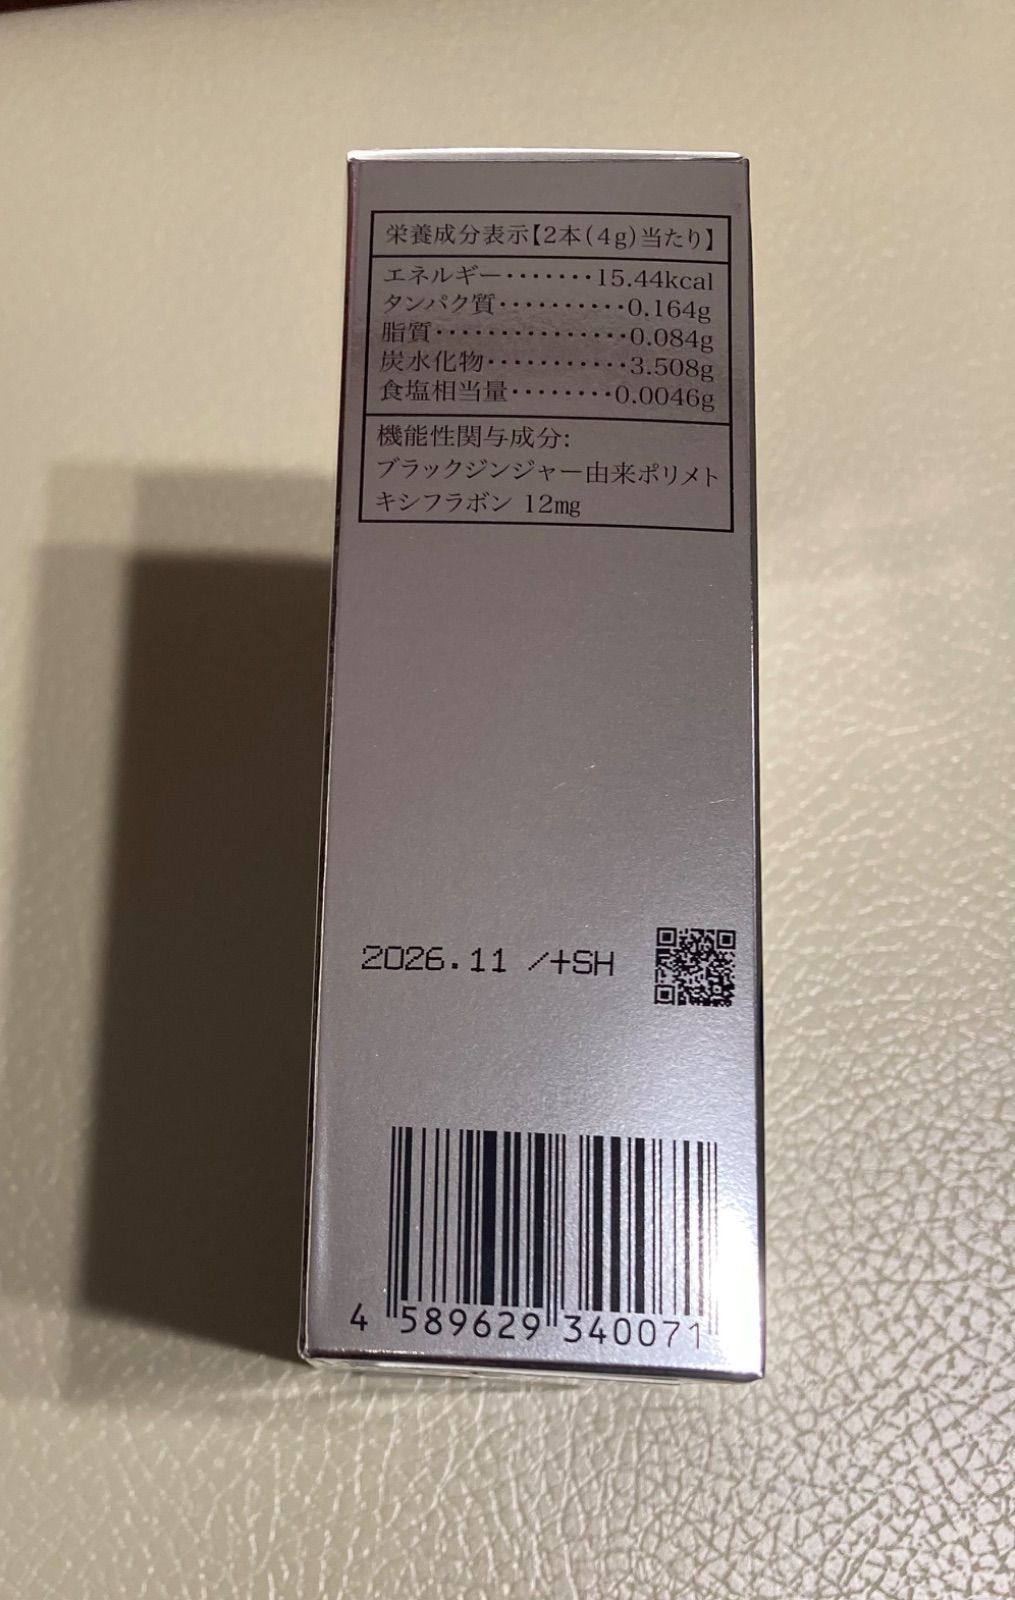 栄養成分表示【2本(4g)当たり】
エネルギー・・・・・・・15.44kcal
タンパク質・・・・・・・・・・0.164g
脂質・・・・・・・・・・・・・・・0.084g
炭水化物・・・・・・・・・・・3.508g
食塩相当量・・・・・・・・0.0046g
機能性関与成分:
ブラックジンジャー由来ポリメト
キシフラボン 12mg
2026.11 /+SH
4 589629 340071